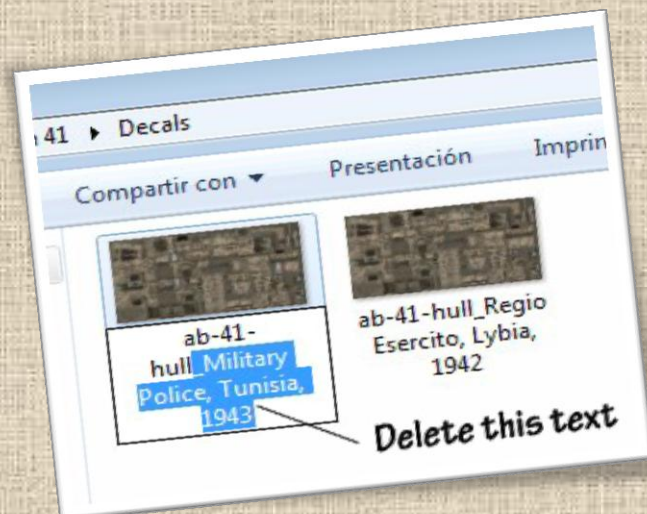 41 ▸ Decals
Compartir con ▼ Presentación Imprin
ab-41-
hull_Military
Police, Tunisia,
1943
ab-41-hull_Regio
Esercito, Lybia,
1942
Delete this text